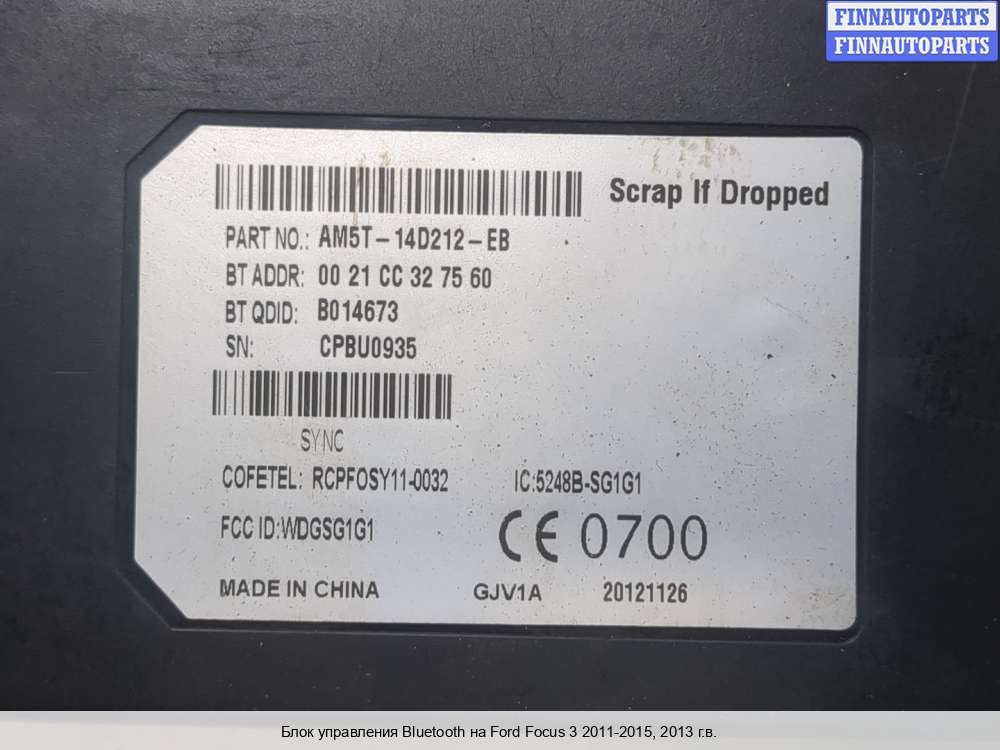 FINNAUTOPARTS
FINNAUTOPARTS
Scrap If Dropped
PART NO.: AM5T-14D212-EB
BT ADDR: 00 21 CC 32 75 60
BT QDID: B014673
SN: CPBU0935
SYNC
COFETEL: RCPFOSY11-0032 IC:5248B-SG1G1
FCC ID:WDGSG1G1
CE 0700
MADE IN CHINA GJV1A 20121126
Блок управления Bluetooth на Ford Focus 3 2011-2015, 2013 г.в.